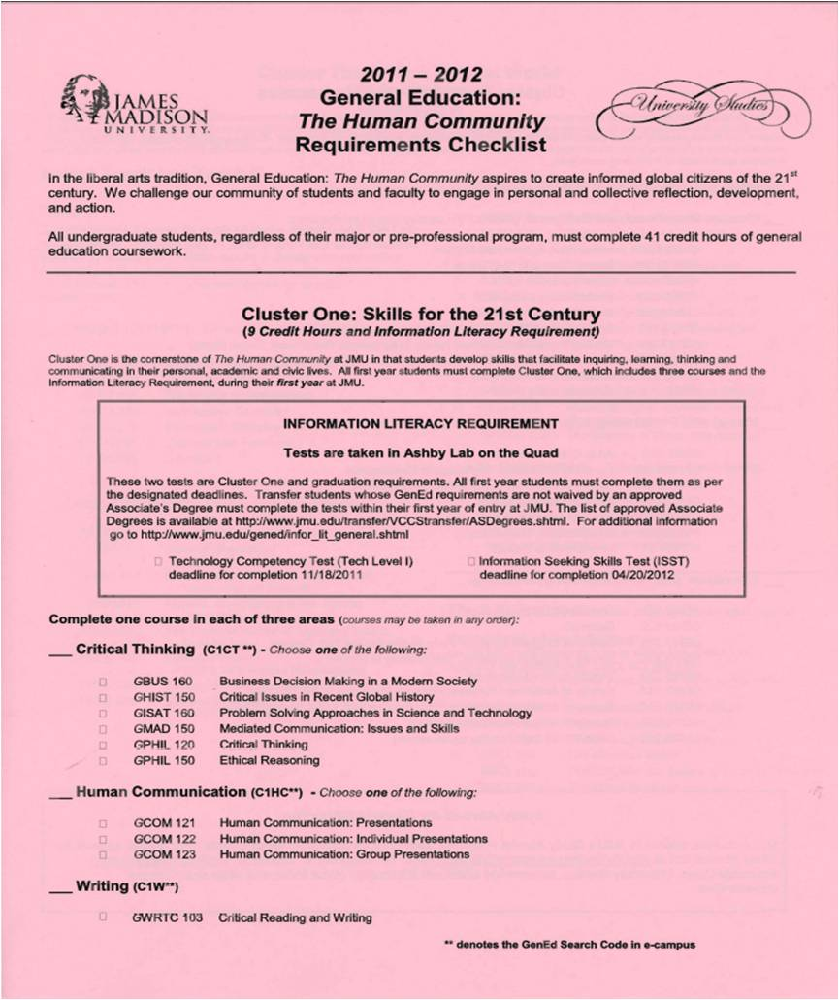 2011 – 2012
JAMES MADISON UNIVERSITY.
General Education:
The Human Community
Requirements Checklist
University Studies
In the liberal arts tradition, General Education: The Human Community aspires to create informed global citizens of the 21st
century. We challenge our community of students and faculty to engage in personal and collective reflection, development,
and action.
All undergraduate students, regardless of their major or pre-professional program, must complete 41 credit hours of general
education coursework.
Cluster One: Skills for the 21st Century
(9 Credit Hours and Information Literacy Requirement)
Cluster One is the cornerstone of The Human Community at JMU in that students develop skills that facilitate inquiring, learning, thinking and
communicating in their personal, academic and civic lives. All first year students must complete Cluster One, which includes three courses and the
Information Literacy Requirement, during their first year at JMU.
INFORMATION LITERACY REQUIREMENT
Tests are taken in Ashby Lab on the Quad
These two tests are Cluster One and graduation requirements. All first year students must complete them as per
the designated deadlines. Transfer students whose GenEd requirements are not waived by an approved
Associate's Degree must complete the tests within their first year of entry at JMU. The list of approved Associate
Degrees is available at http://www.jmu.edu/transfer/VCCStransfer/ASDegrees.shtml. For additional information
go to http://www.jmu.edu/gened/infor_lit_general.shtml
□ Technology Competency Test (Tech Level I) □ Information Seeking Skills Test (ISST)
deadline for completion 11/18/2011 deadline for completion 04/20/2012
Complete one course in each of three areas (courses may be taken in any order):
___ Critical Thinking (C1CT **) - Choose one of the following:
□ GBUS 160 Business Decision Making in a Modern Society
□ GHIST 150 Critical Issues in Recent Global History
□ GISAT 160 Problem Solving Approaches in Science and Technology
□ GMAD 150 Mediated Communication: Issues and Skills
□ GPHIL 120 Critical Thinking
□ GPHIL 150 Ethical Reasoning
___ Human Communication (C1HC**) - Choose one of the following:
□ GCOM 121 Human Communication: Presentations
□ GCOM 122 Human Communication: Individual Presentations
□ GCOM 123 Human Communication: Group Presentations
___ Writing (C1W**)
□ GWRTC 103 Critical Reading and Writing
** denotes the GenEd Search Code in e-campus